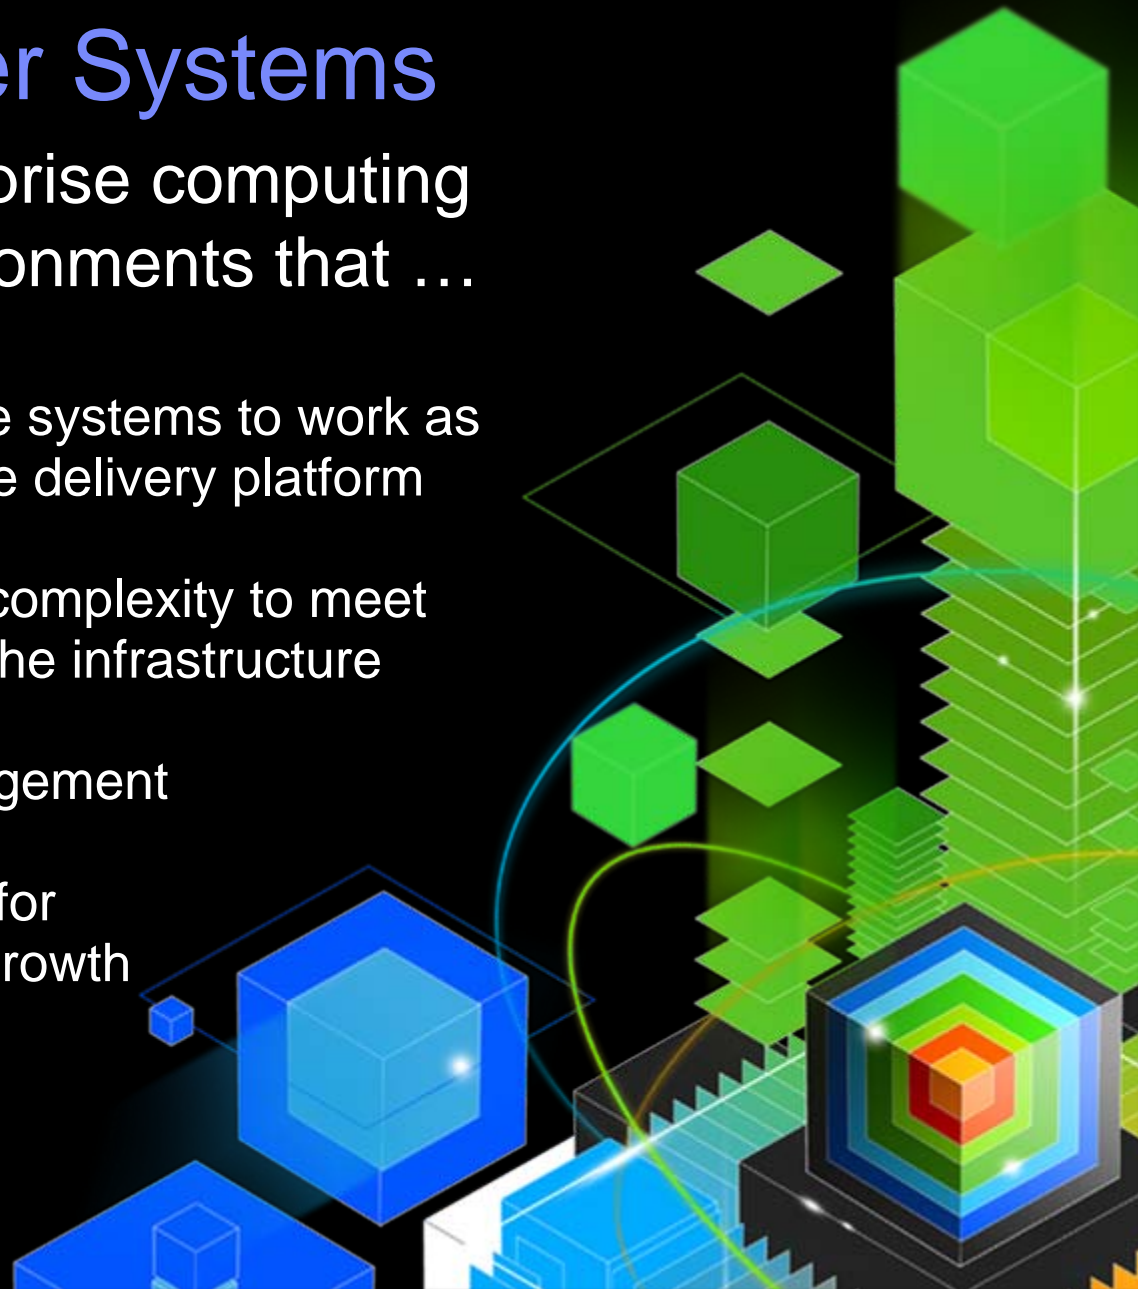 er Systems
orise computing
onments that …
e systems to work as
e delivery platform
complexity to meet
he infrastructure
gement
for
rowth